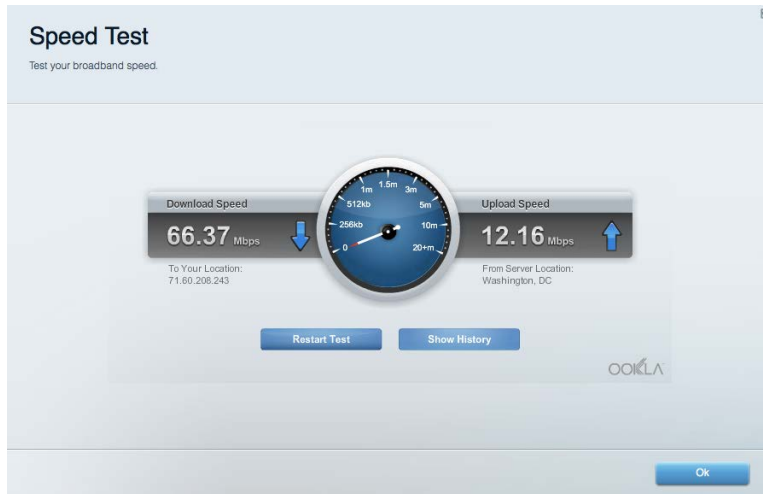 Speed Test
Test your broadband speed.
Download Speed
66.37 Mbps
To Your Location:
71.60.208.243
0
256kb
512kb
1m
1.5m
3m
5m
10m
20+m
Upload Speed
12.16 Mbps
From Server Location:
Washington, DC
Restart Test
Show History
OOKLA
Ok